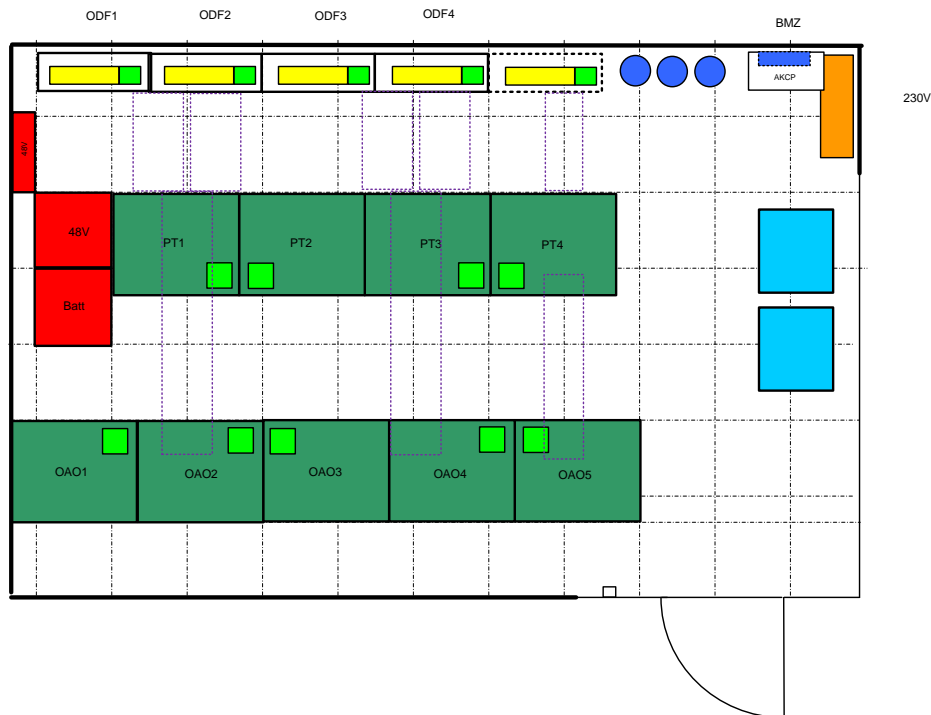 ODF1
ODF2
ODF3
ODF4
BMZ
AKCP
230V
48V
48V
PT1
PT2
PT3
PT4
Batt
OAO1
OAO2
OAO3
OAO4
OAO5